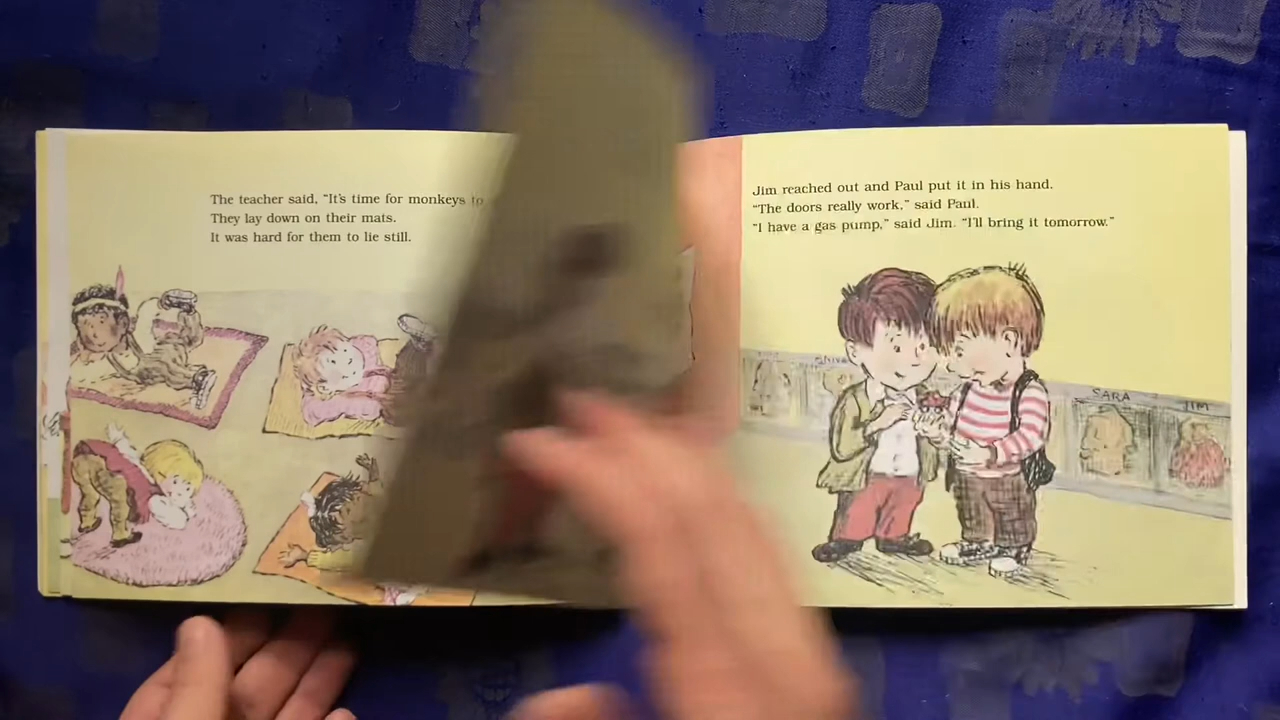 The teacher said, "It's time for monkeys to
They lay down on their mats.
It was hard for them to lie still.
Jim reached out and Paul put it in his hand.
"The doors really work," said Paul.
"I have a gas pump," said Jim. "I'll bring it tomorrow."
SARA
JIM